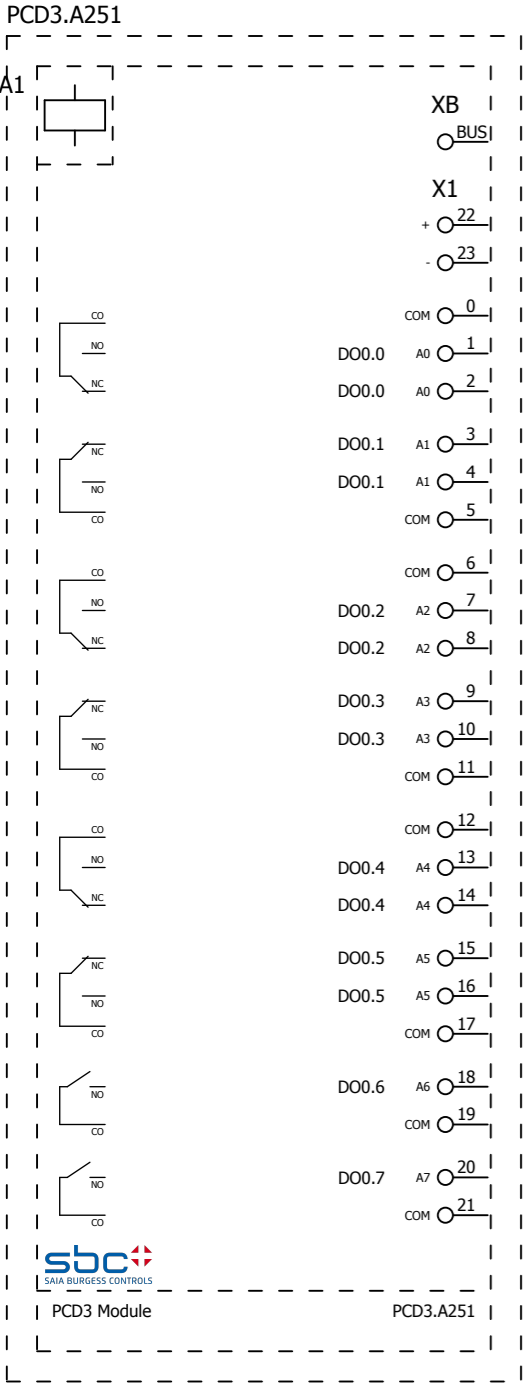 PCD3.A251
A1
XB
BUS
X1
+ 22
- 23
CO COM 0
NO DO0.0 A0 1
NC DO0.0 A0 2
NC DO0.1 A1 3
NO DO0.1 A1 4
CO COM 5
CO COM 6
NO DO0.2 A2 7
NC DO0.2 A2 8
NC DO0.3 A3 9
NO DO0.3 A3 10
CO COM 11
CO COM 12
NO DO0.4 A4 13
NC DO0.4 A4 14
NC DO0.5 A5 15
NO DO0.5 A5 16
CO COM 17
NO DO0.6 A6 18
CO COM 19
NO DO0.7 A7 20
CO COM 21
sbc
SAIA BURGESS CONTROLS
PCD3 Module PCD3.A251